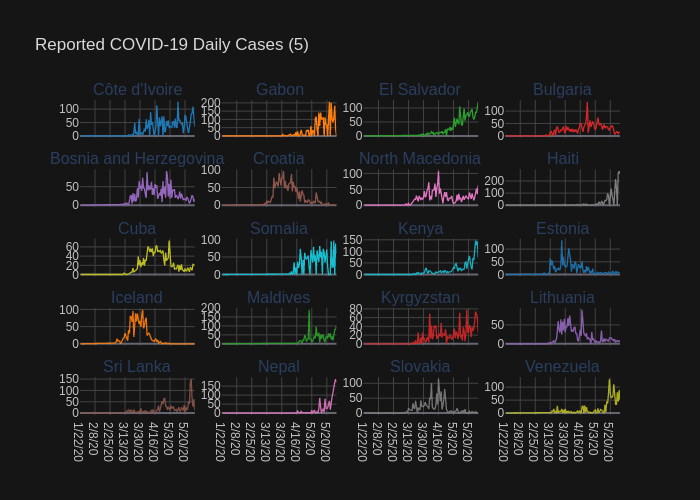 Reported COVID-19 Daily Cases (5)
Côte d'Ivoire Gabon El Salvador Bulgaria
100 50 0
200 150 100 50 0
100 50 0
100 50 0
Bosnia and Herzegovina Croatia North Macedonia Haiti
50 0
100 50 0
100 50 0
200 100 0
Cuba Somalia Kenya Estonia
60 40 20 0
100 50 0
150 100 50 0
100 50 0
Iceland Maldives Kyrgyzstan Lithuania
100 50 0
200 150 100 50 0
80 60 40 20 0
50 0
Sri Lanka Nepal Slovakia Venezuela
150 100 50 0
150 100 50 0
100 50 0
100 50 0
1/22/20 2/8/20 2/25/20 3/13/20 3/30/20 4/16/20 5/3/20 5/20/20
1/22/20 2/8/20 2/25/20 3/13/20 3/30/20 4/16/20 5/3/20 5/20/20
1/22/20 2/8/20 2/25/20 3/13/20 3/30/20 4/16/20 5/3/20 5/20/20
1/22/20 2/8/20 2/25/20 3/13/20 3/30/20 4/16/20 5/3/20 5/20/20